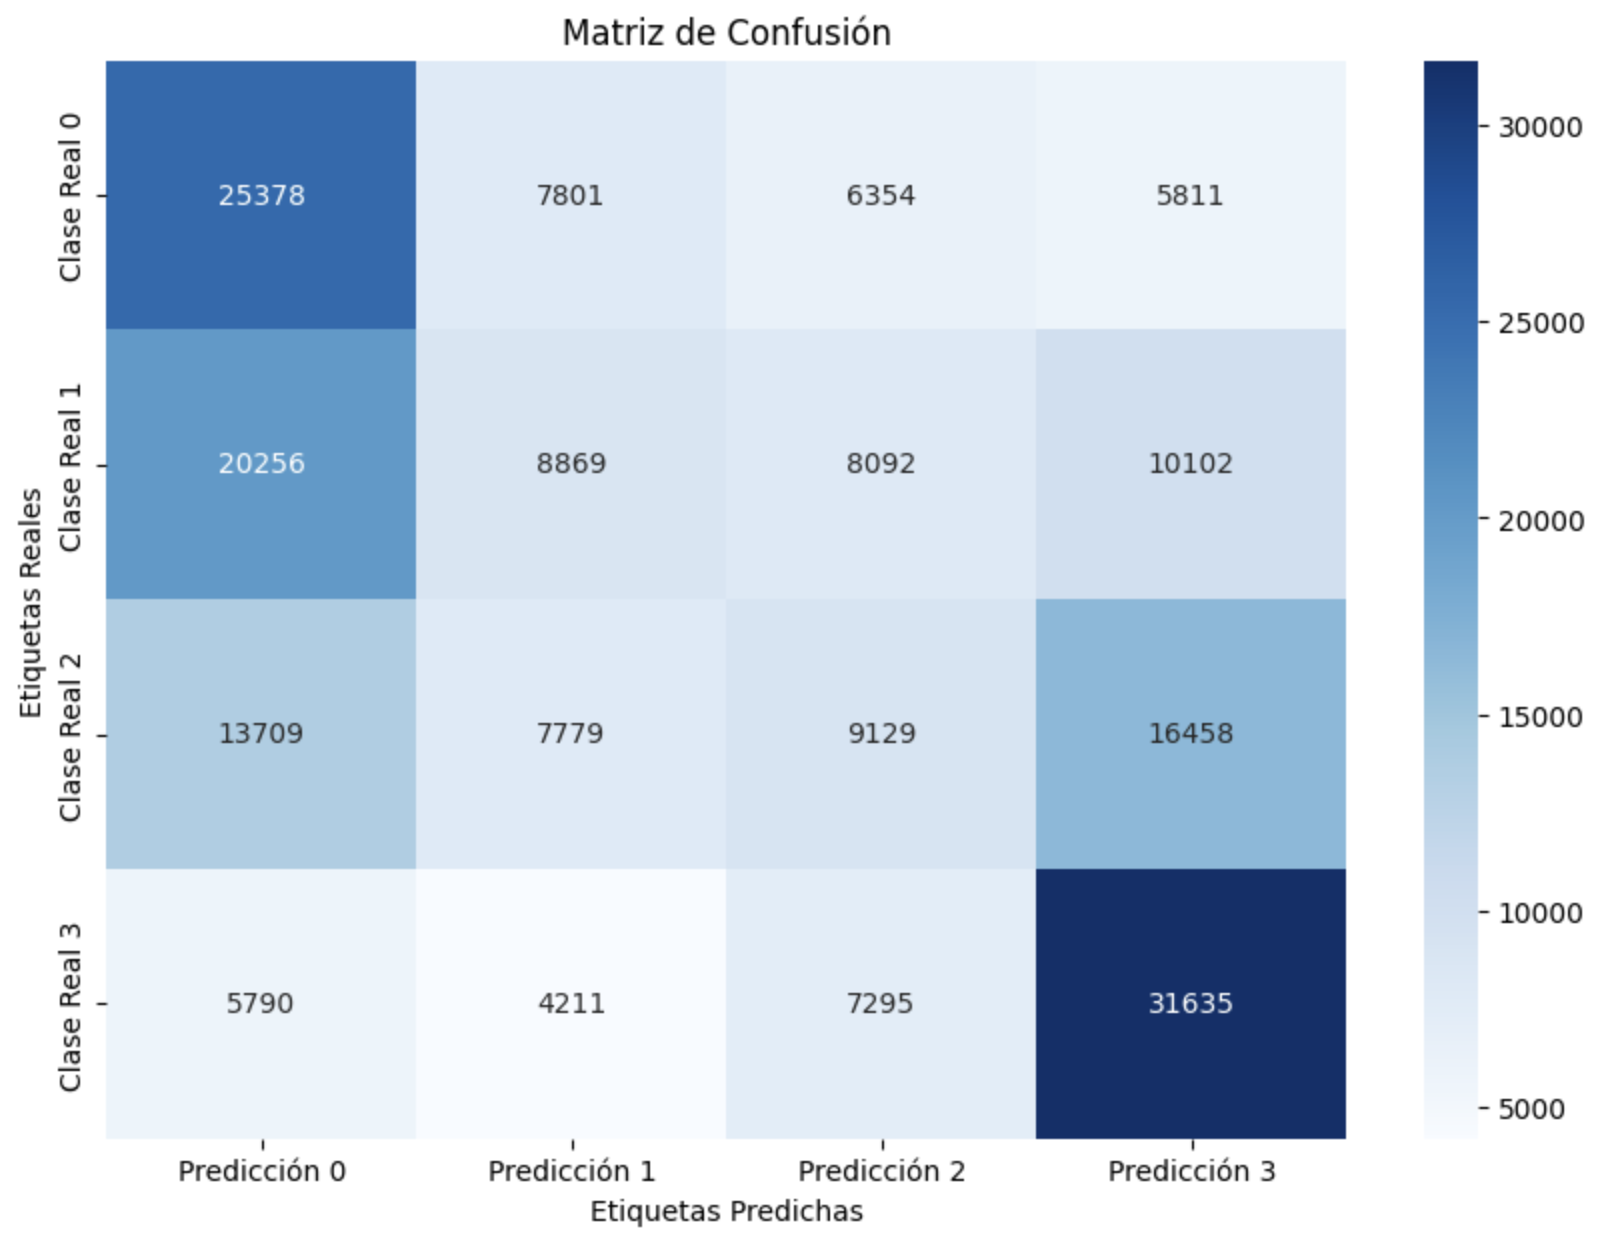 Matriz de Confusión
Etiquetas Reales
Clase Real 0
25378 7801 6354 5811
Clase Real 1
20256 8869 8092 10102
Clase Real 2
13709 7779 9129 16458
Clase Real 3
5790 4211 7295 31635
Predicción 0 Predicción 1 Predicción 2 Predicción 3
Etiquetas Predichas
30000
25000
20000
15000
10000
5000